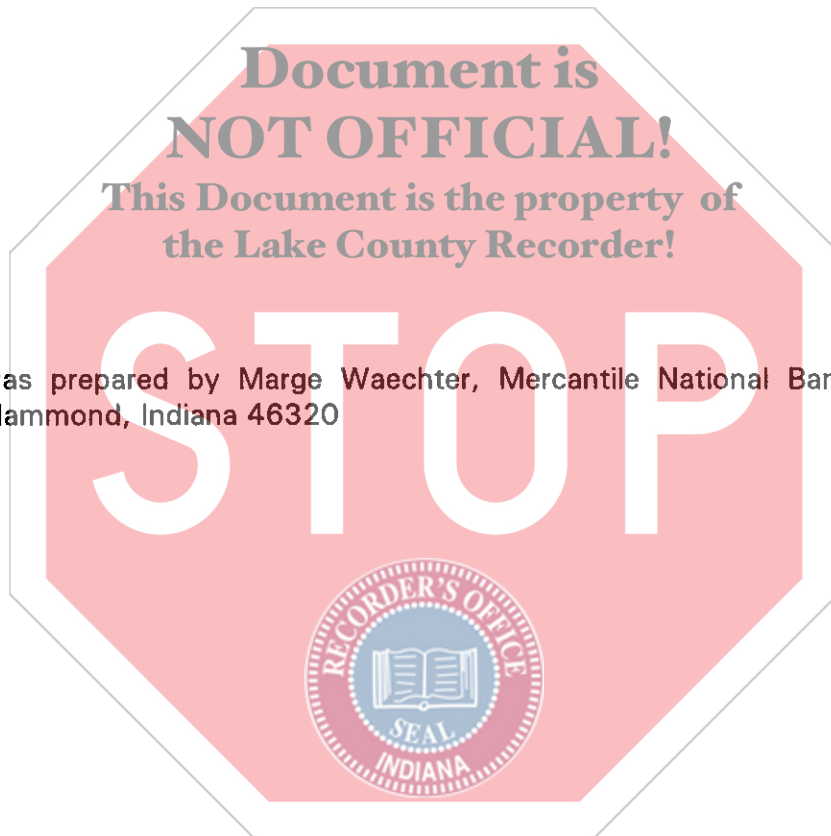 Document is
NOT OFFICIAL!
This Document is the property of
the Lake County Recorder!
as prepared by Marge Waechter, Mercantile National Bar
lammond, Indiana 46320
STOP
RECORDER'S OFFICE
SEAL
INDIANA